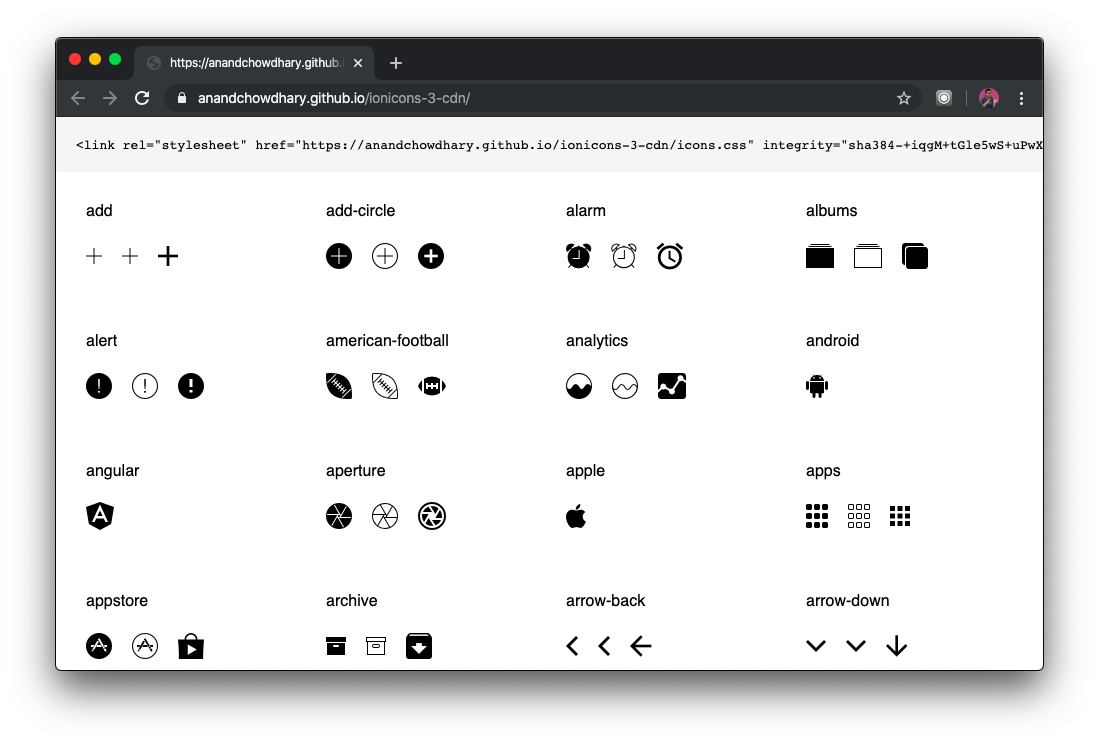 https://anandchowdhary.github.
anandchowdhary.github.io/ionicons-3-cdn/
<link rel="stylesheet" href="https://anandchowdhary.github.io/ionicons-3-cdn/icons.css" integrity="sha384-+iqgM+tGle5wS+uPwX
add add-circle alarm albums
alert american-football analytics android
angular aperture apple apps
appstore archive arrow-back arrow-down